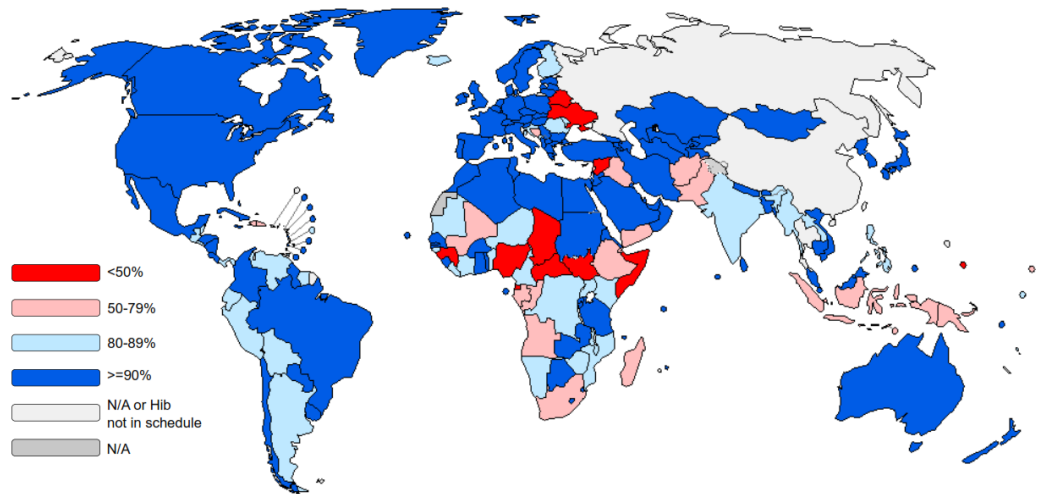 <50%
50-79%
80-89%
>=90%
N/A or Hib
not in schedule
N/A